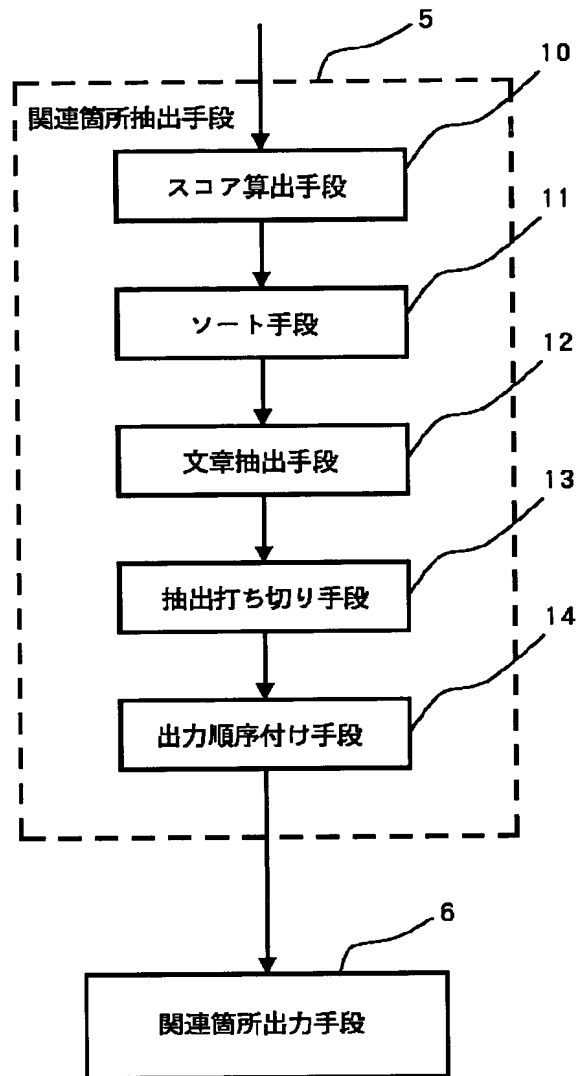 5
10
関連箇所抽出手段
スコア算出手段
11
ソート手段
12
文章抽出手段
13
抽出打ち切り手段
14
出力順序付け手段
6
関連箇所出力手段